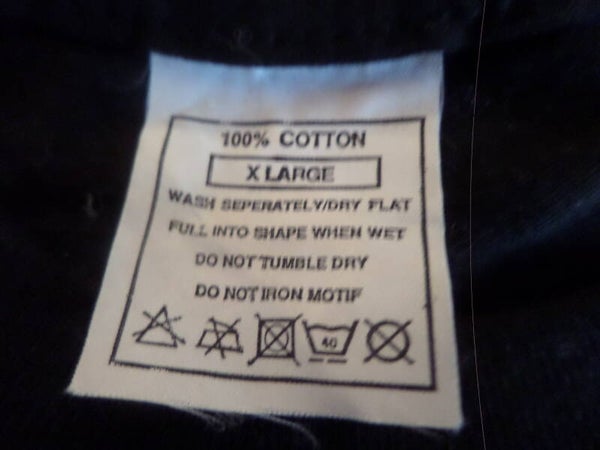 100% COTTON
X LARGE
WASH SEPERATELY/DRY FLAT
PULL INTO SHAPE WHEN WET
DO NOT TUMBLE DRY
DO NOT IRON MOTIF
40